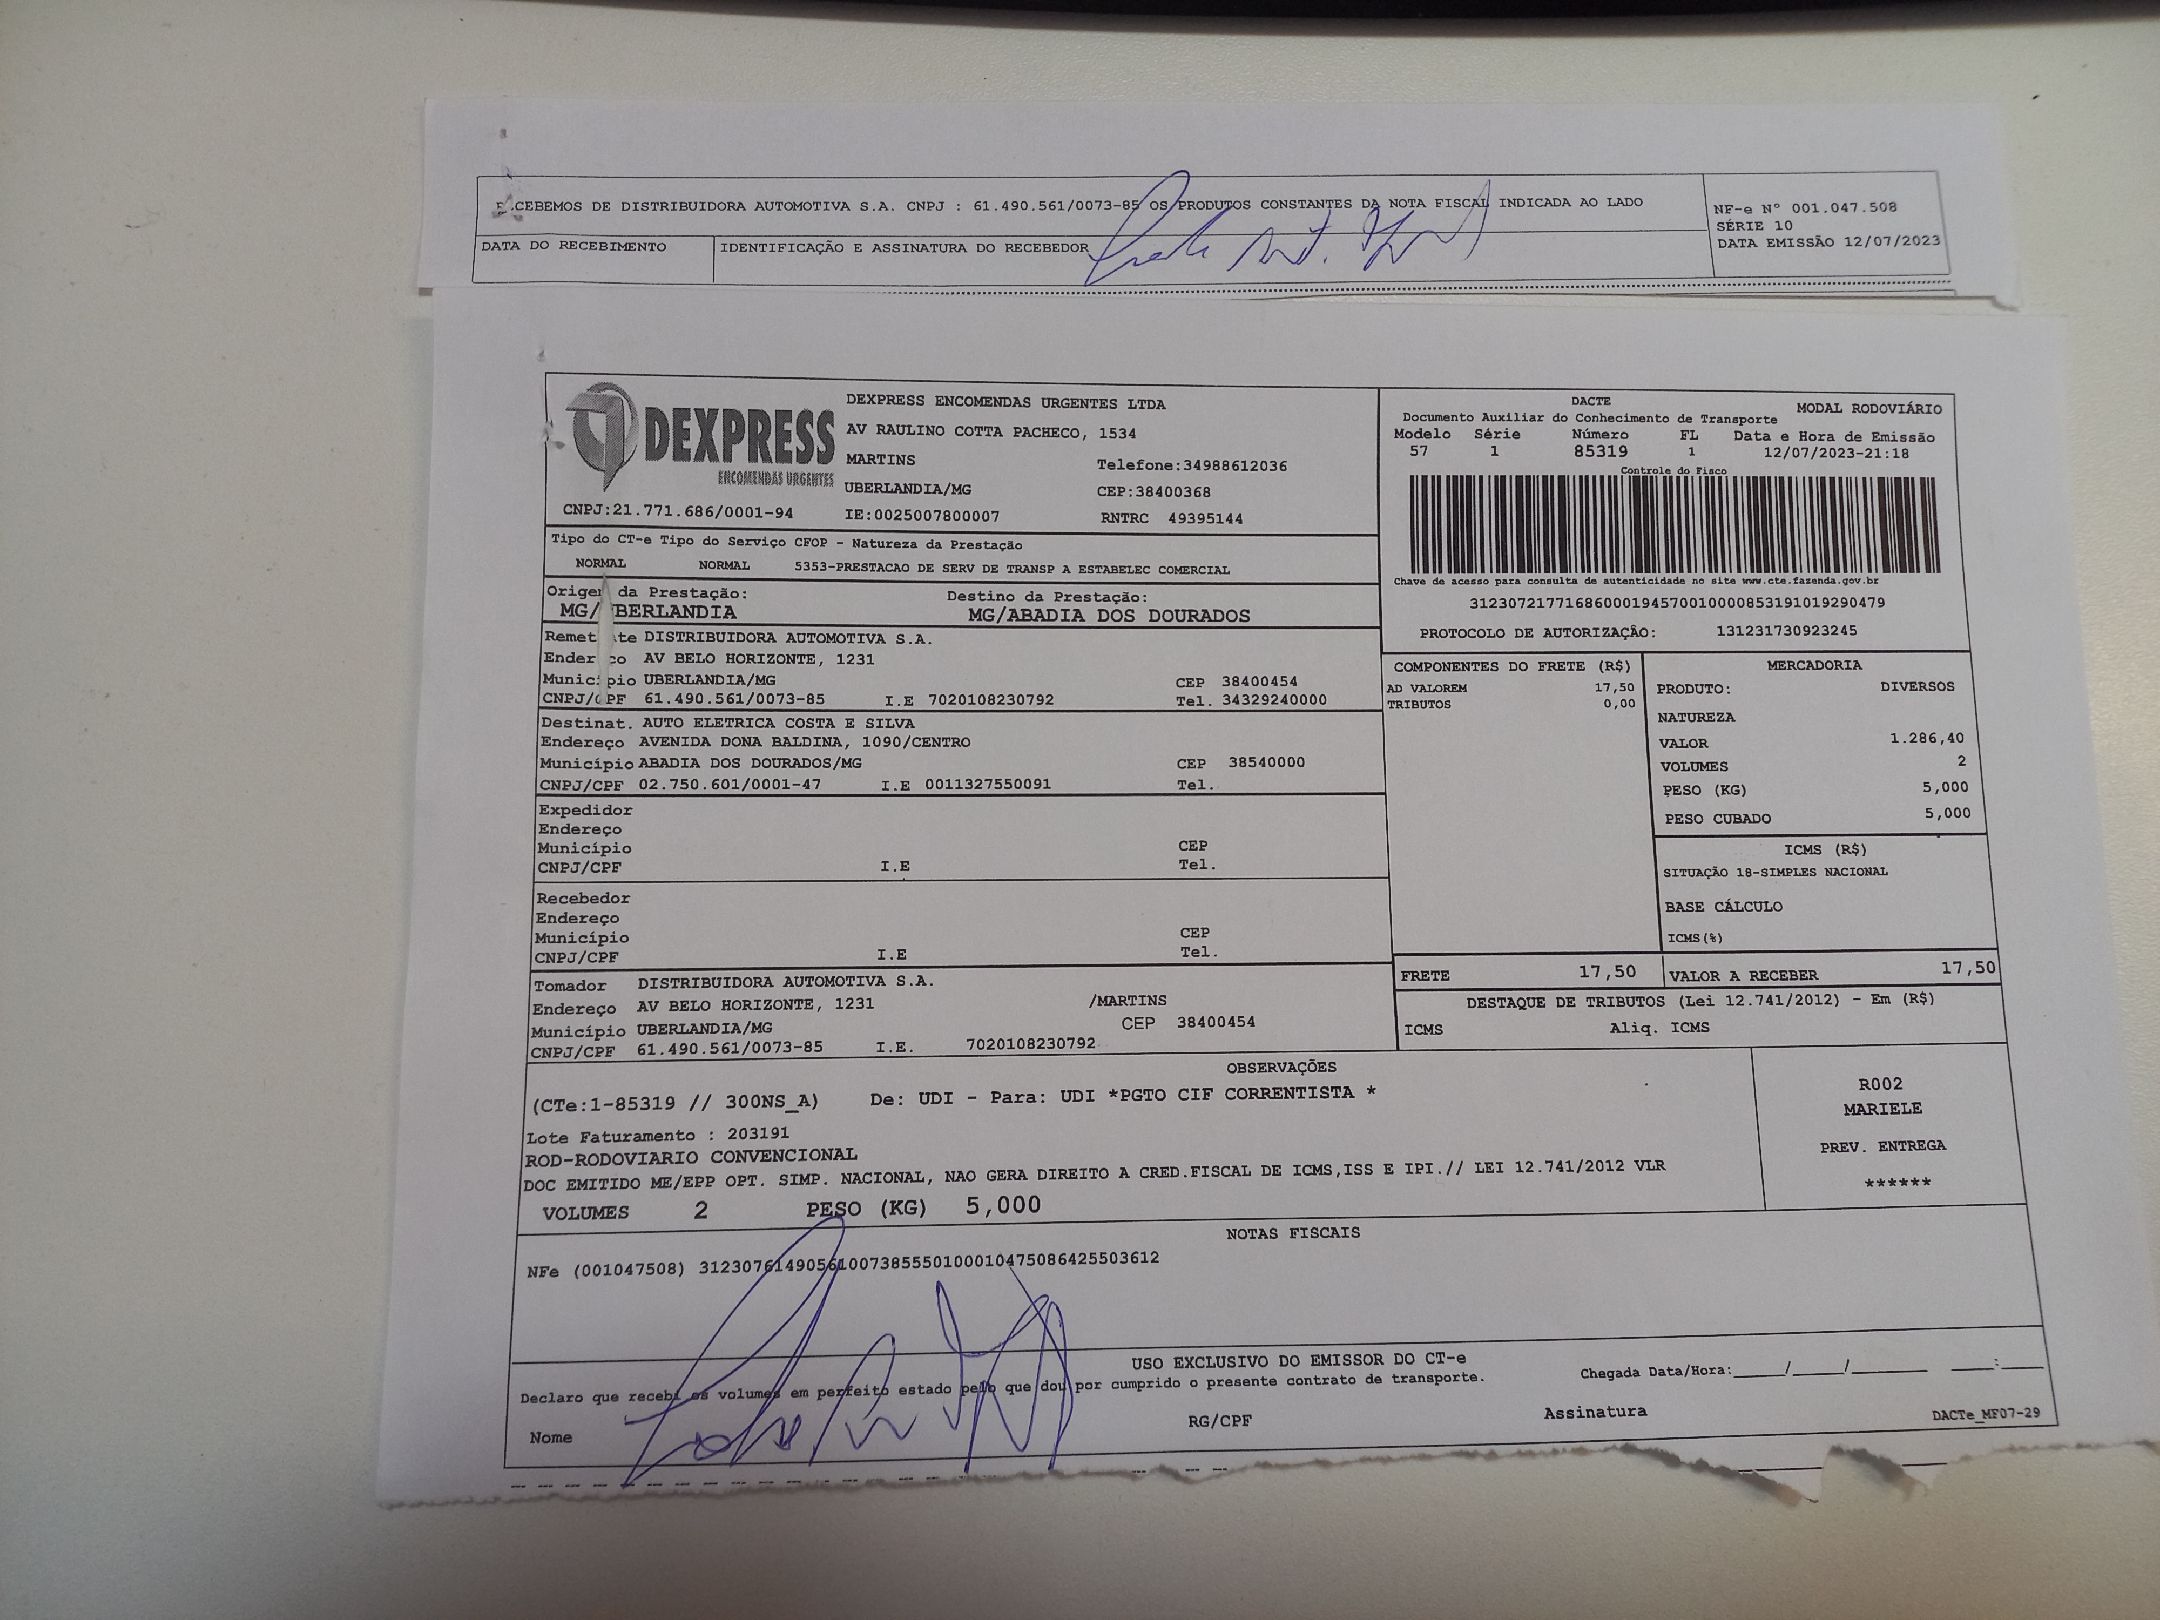 CEBEMOS DE DISTRIBUIDORA AUTOMOTIVA S.A. CNPJ : 61.490.561/0073-85 OS PRODUTOS CONSTANTES DA NOTA FISCAL INDICADA AO LADO
DATA DO RECEBIMENTO IDENTIFICAÇÃO E ASSINATURA DO RECEBEDOR
NF-e Nº 001.047.508
SÉRIE 10
DATA EMISSÃO 12/07/2023
DEXPRESS
ENCOMENDAS URGENTES
CNPJ:21.771.686/0001-94
DEXPRESS ENCOMENDAS URGENTES LTDA
AV RAULINO COTTA PACHECO, 1534
MARTINS Telefone:34988612036
UBERLANDIA/MG CEP:38400368
IE:0025007800007 RNTRC 49395144
DACTE MODAL RODOVIÁRIO
Documento Auxiliar do Conhecimento de Transporte
Modelo Série Número FL Data e Hora de Emissão
57 1 85319 1 12/07/2023-21:18
Controle do Fisco
Chave de acesso para consulta de autenticidade no site www.cte.fazenda.gov.br
31230721771686000194570010000853191019290479
PROTOCOLO DE AUTORIZAÇÃO: 131231730923245
Tipo do CT-e Tipo do Serviço CFOP - Natureza da Prestação
NORMAL NORMAL 5353-PRESTACAO DE SERV DE TRANSP A ESTABELEC COMERCIAL
Origem da Prestação: Destino da Prestação:
MG/UBERLANDIA MG/ABADIA DOS DOURADOS
Remetente DISTRIBUIDORA AUTOMOTIVA S.A.
Endereço AV BELO HORIZONTE, 1231
Município UBERLANDIA/MG CEP 38400454
CNPJ/CPF 61.490.561/0073-85 I.E 7020108230792 Tel. 34329240000
Destinat. AUTO ELETRICA COSTA E SILVA
Endereço AVENIDA DONA BALDINA, 1090/CENTRO
Município ABADIA DOS DOURADOS/MG CEP 38540000
CNPJ/CPF 02.750.601/0001-47 I.E 0011327550091 Tel.
Expedidor
Endereço
Município CEP
CNPJ/CPF I.E Tel.
Recebedor
Endereço
Município CEP
CNPJ/CPF I.E Tel.
Tomador DISTRIBUIDORA AUTOMOTIVA S.A.
Endereço AV BELO HORIZONTE, 1231 /MARTINS
Município UBERLANDIA/MG CEP 38400454
CNPJ/CPF 61.490.561/0073-85 I.E. 7020108230792
COMPONENTES DO FRETE (R$)
AD VALOREM 17,50
TRIBUTOS 0,00
MERCADORIA
PRODUTO: DIVERSOS
NATUREZA
VALOR 1.286,40
VOLUMES 2
PESO (KG) 5,000
PESO CUBADO 5,000
ICMS (R$)
SITUAÇÃO 18-SIMPLES NACIONAL
BASE CÁLCULO
ICMS(%)
FRETE 17,50 VALOR A RECEBER 17,50
DESTAQUE DE TRIBUTOS (Lei 12.741/2012) - Em (R$)
ICMS Aliq. ICMS
OBSERVAÇÕES
(CTe:1-85319 // 300NS_A) De: UDI - Para: UDI *PGTO CIF CORRENTISTA *
Lote Faturamento : 203191
ROD-RODOVIARIO CONVENCIONAL
DOC EMITIDO ME/EPP OPT. SIMP. NACIONAL, NAO GERA DIREITO A CRED.FISCAL DE ICMS,ISS E IPI.// LEI 12.741/2012 VLR
VOLUMES 2 PESO (KG) 5,000
R002
MARIELE
PREV. ENTREGA
******
NOTAS FISCAIS
NFe (001047508) 31230761490561007385550100010475086425503612
USO EXCLUSIVO DO EMISSOR DO CT-e
Declaro que recebi os volumes em perfeito estado pelo que dou por cumprido o presente contrato de transporte.
Chegada Data/Hora:____/____/______ ____:____
Nome RG/CPF Assinatura DACTe_MF07-29